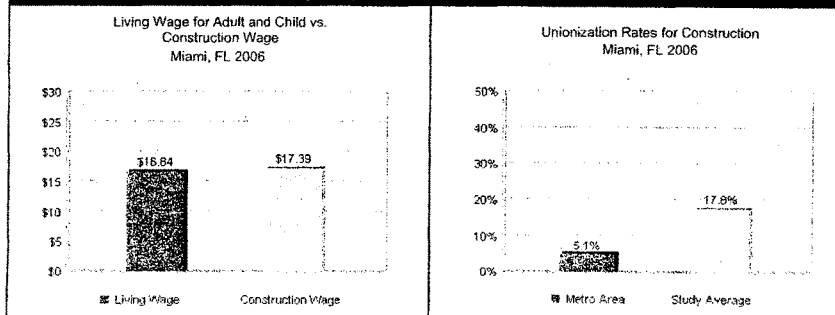 Living Wage for Adult and Child vs.
Construction Wage
Miami, FL 2006
$30
$25
$20
$15
$10
$5
$0
$16.84
$17.39
Living Wage
Construction Wage
Unionization Rates for Construction
Miami, FL 2006
50%
40%
30%
20%
10%
0%
5.1%
17.8%
Metro Area
Study Average